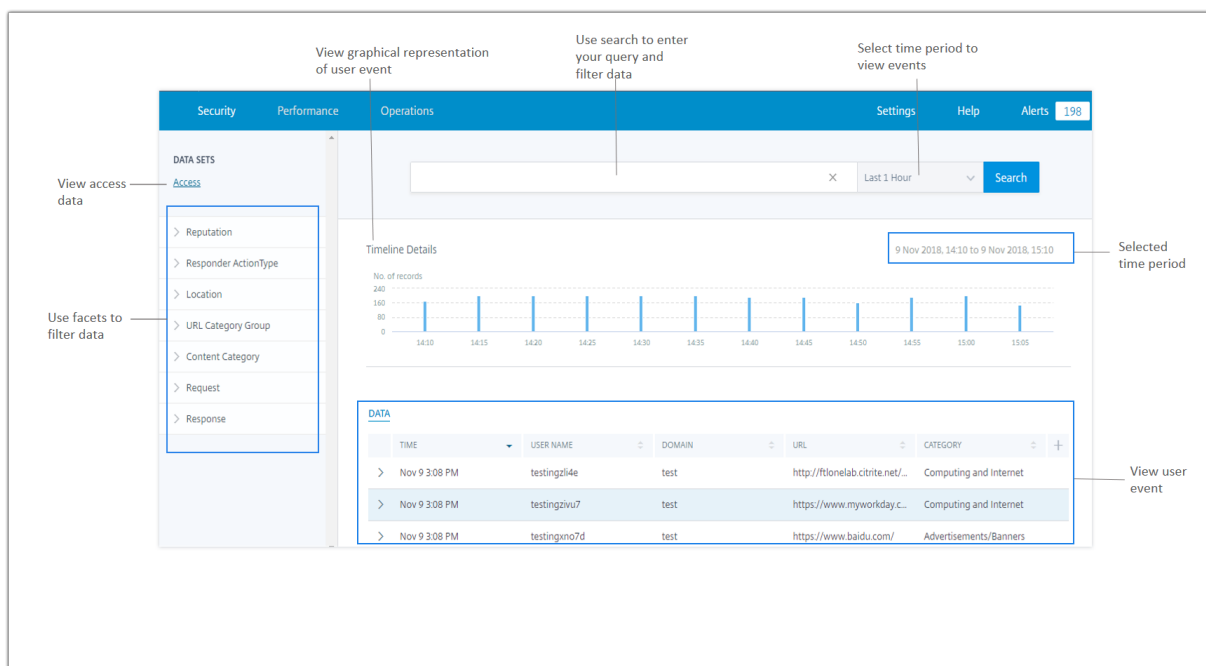 View graphical representation
of user event
Use search to enter
your query and
filter data
Select time period to
view events
Security Performance Operations Settings Help Alerts 198
DATA SETS
Access
View access
data
Last 1 Hour Search
Reputation
Responder ActionType
Location
URL Category Group
Content Category
Request
Response
Use facets to
filter data
Timeline Details
9 Nov 2018, 14:10 to 9 Nov 2018, 15:10
Selected
time period
No. of records
240
160
80
0
14:10 14:15 14:20 14:25 14:30 14:35 14:40 14:45 14:50 14:55 15:00 15:05
DATA
TIME USER NAME DOMAIN URL CATEGORY
Nov 9 3:08 PM testingzli4e test http://ftlonelab.citrite.net/... Computing and Internet
Nov 9 3:08 PM testingzivu7 test https://www.myworkday.c... Computing and Internet
Nov 9 3:08 PM testingxno7d test https://www.baidu.com/ Advertisements/Banners
View user
event